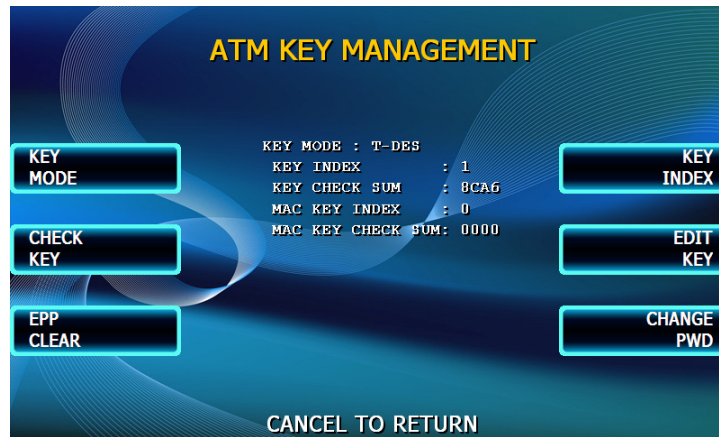 ATM KEY MANAGEMENT
KEY MODE : T-DES
KEY INDEX : 1
KEY CHECK SUM : 8CA6
MAC KEY INDEX : 0
MAC KEY CHECK SUM: 0000
KEY
MODE
CHECK
KEY
EPP
CLEAR
KEY
INDEX
EDIT
KEY
CHANGE
PWD
CANCEL TO RETURN